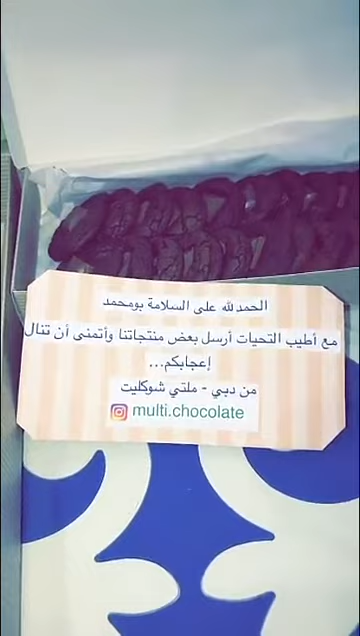 الحمدلله على السلامة بومحمد
مع أطيب التحيات أرسل بعض منتجاتنا وأتمنى أن تنال
إعجابكم...
من دبي - ملتي شوكليت
multi.chocolate